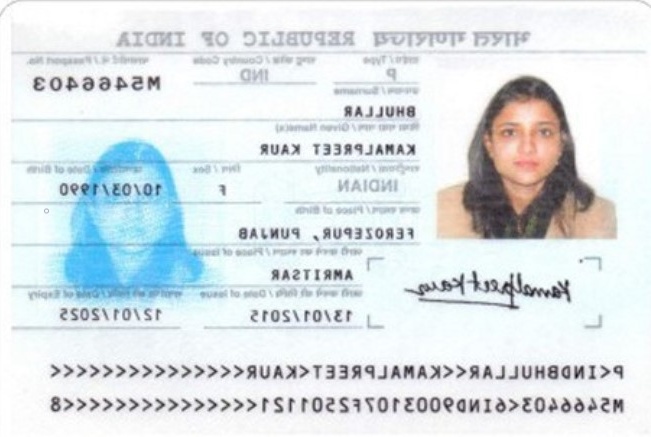 भारत गणराज्य REPUBLIC OF INDIA
टाईप / Type राष्ट्र कोड / Country Code पासपोर्ट नं. / Passport No.
P IND M5466403
उपनाम / Surname
BHULLAR
दिया गया नाम / Given Name(s)
KAMALPREET KAUR
राष्ट्रीयता / Nationality लिंग / Sex जन्मतिथि / Date of Birth
INDIAN F 10/03/1990
जन्म स्थान / Place of Birth
FEROZEPUR, PUNJAB
जारी करने का स्थान / Place of Issue
AMRITSAR
जारी करने की तिथि / Date of Issue समाप्ति की तिथि / Date of Expiry
13/01/2015 12/01/2025
Kamalpreet Kaur
P<INDBHULLAR<<KAMALPREET<KAUR<<<<<<<<<<<<<<<
M5466403<6IND9003107F2501121<<<<<<<<<<<<<<<8